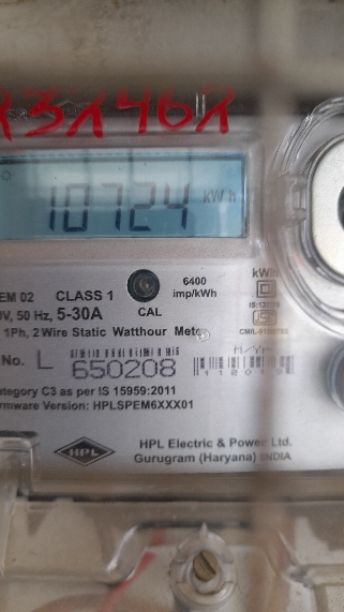 10724 kWh
EM 02 CLASS 1 6400 imp/kWh
V, 50 Hz, 5-30A CAL
1Ph, 2 Wire Static Watthour Mete
No. L 650208
ategory C3 as per IS 15959:2011
rmware Version: HPLSPEM6XXX01
HPL
HPL Electric & Power Ltd.
Gurugram (Haryana) INDIA
kWh